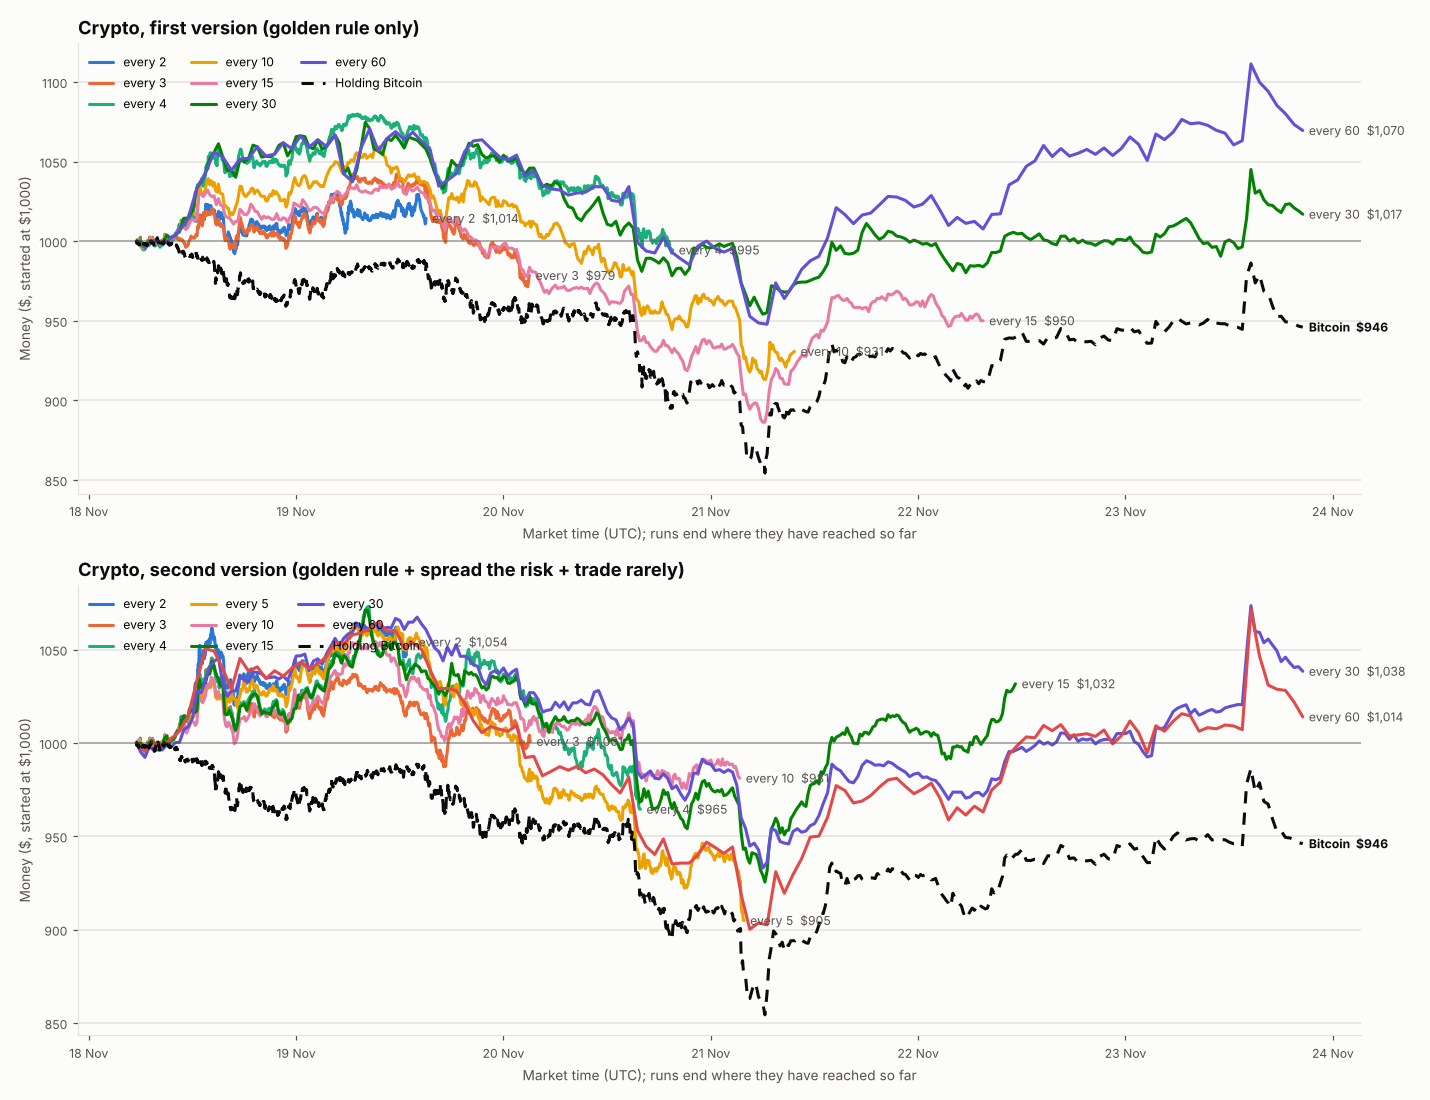 Crypto, first version (golden rule only)
every 2 every 10 every 60
every 3 every 15 Holding Bitcoin
every 4 every 30
Money ($, started at $1,000)
1100
1050
1000
950
900
850
every 60 $1,070
every 30 $1,017
every 2 $1,014
every 4 $995
every 3 $979
every 15 $950
Bitcoin $946
every 10 $931
18 Nov 19 Nov 20 Nov 21 Nov 22 Nov 23 Nov 24 Nov
Market time (UTC); runs end where they have reached so far
Crypto, second version (golden rule + spread the risk + trade rarely)
every 2 every 5 every 30
every 3 every 10 every 60
every 4 every 15 Holding Bitcoin
Money ($, started at $1,000)
1050
1000
950
900
850
every 2 $1,054
every 30 $1,038
every 15 $1,032
every 60 $1,014
every 3
every 10
every 4 $965
Bitcoin $946
every 5 $905
18 Nov 19 Nov 20 Nov 21 Nov 22 Nov 23 Nov 24 Nov
Market time (UTC); runs end where they have reached so far